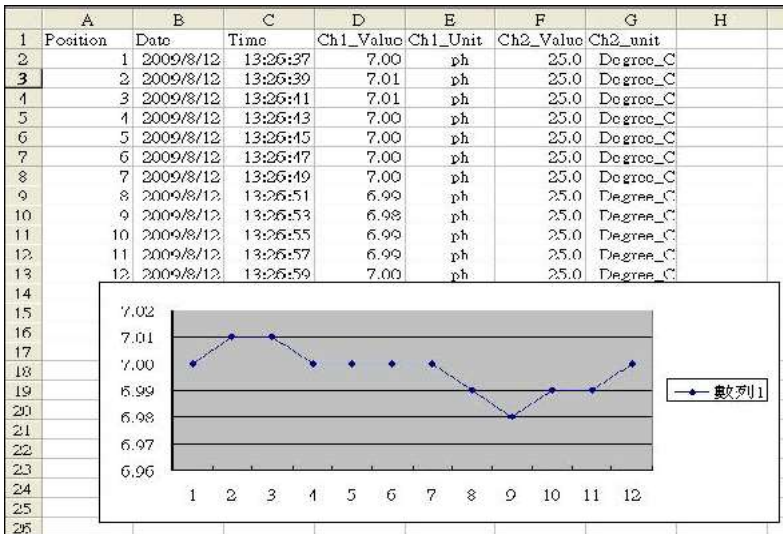 A B C D E F G H
1 Position Date Time Ch1_Value Ch1_Unit Ch2_Value Ch2_unit
2 1 2009/8/12 13:26:37 7.00 ph 25.0 Degree_C
3 2 2009/8/12 13:26:39 7.01 ph 25.0 Degree_C
4 3 2009/8/12 13:26:41 7.01 ph 25.0 Degree_C
5 4 2009/8/12 13:26:43 7.00 ph 25.0 Degree_C
6 5 2009/8/12 13:26:45 7.00 ph 25.0 Degree_C
7 6 2009/8/12 13:26:47 7.00 ph 25.0 Degree_C
8 7 2009/8/12 13:26:49 7.00 ph 25.0 Degree_C
9 8 2009/8/12 13:26:51 6.99 ph 25.0 Degree_C
10 9 2009/8/12 13:26:53 6.98 ph 25.0 Degree_C
11 10 2009/8/12 13:26:55 6.99 ph 25.0 Degree_C
12 11 2009/8/12 13:26:57 6.99 ph 25.0 Degree_C
13 12 2009/8/12 13:26:59 7.00 ph 25.0 Degree_C
14
15 7.02
16 7.01
17
18 7.00
19 6.99 數列1
20 6.98
21
22 6.97
23 6.96
24 1 2 3 4 5 6 7 8 9 10 11 12
25
26